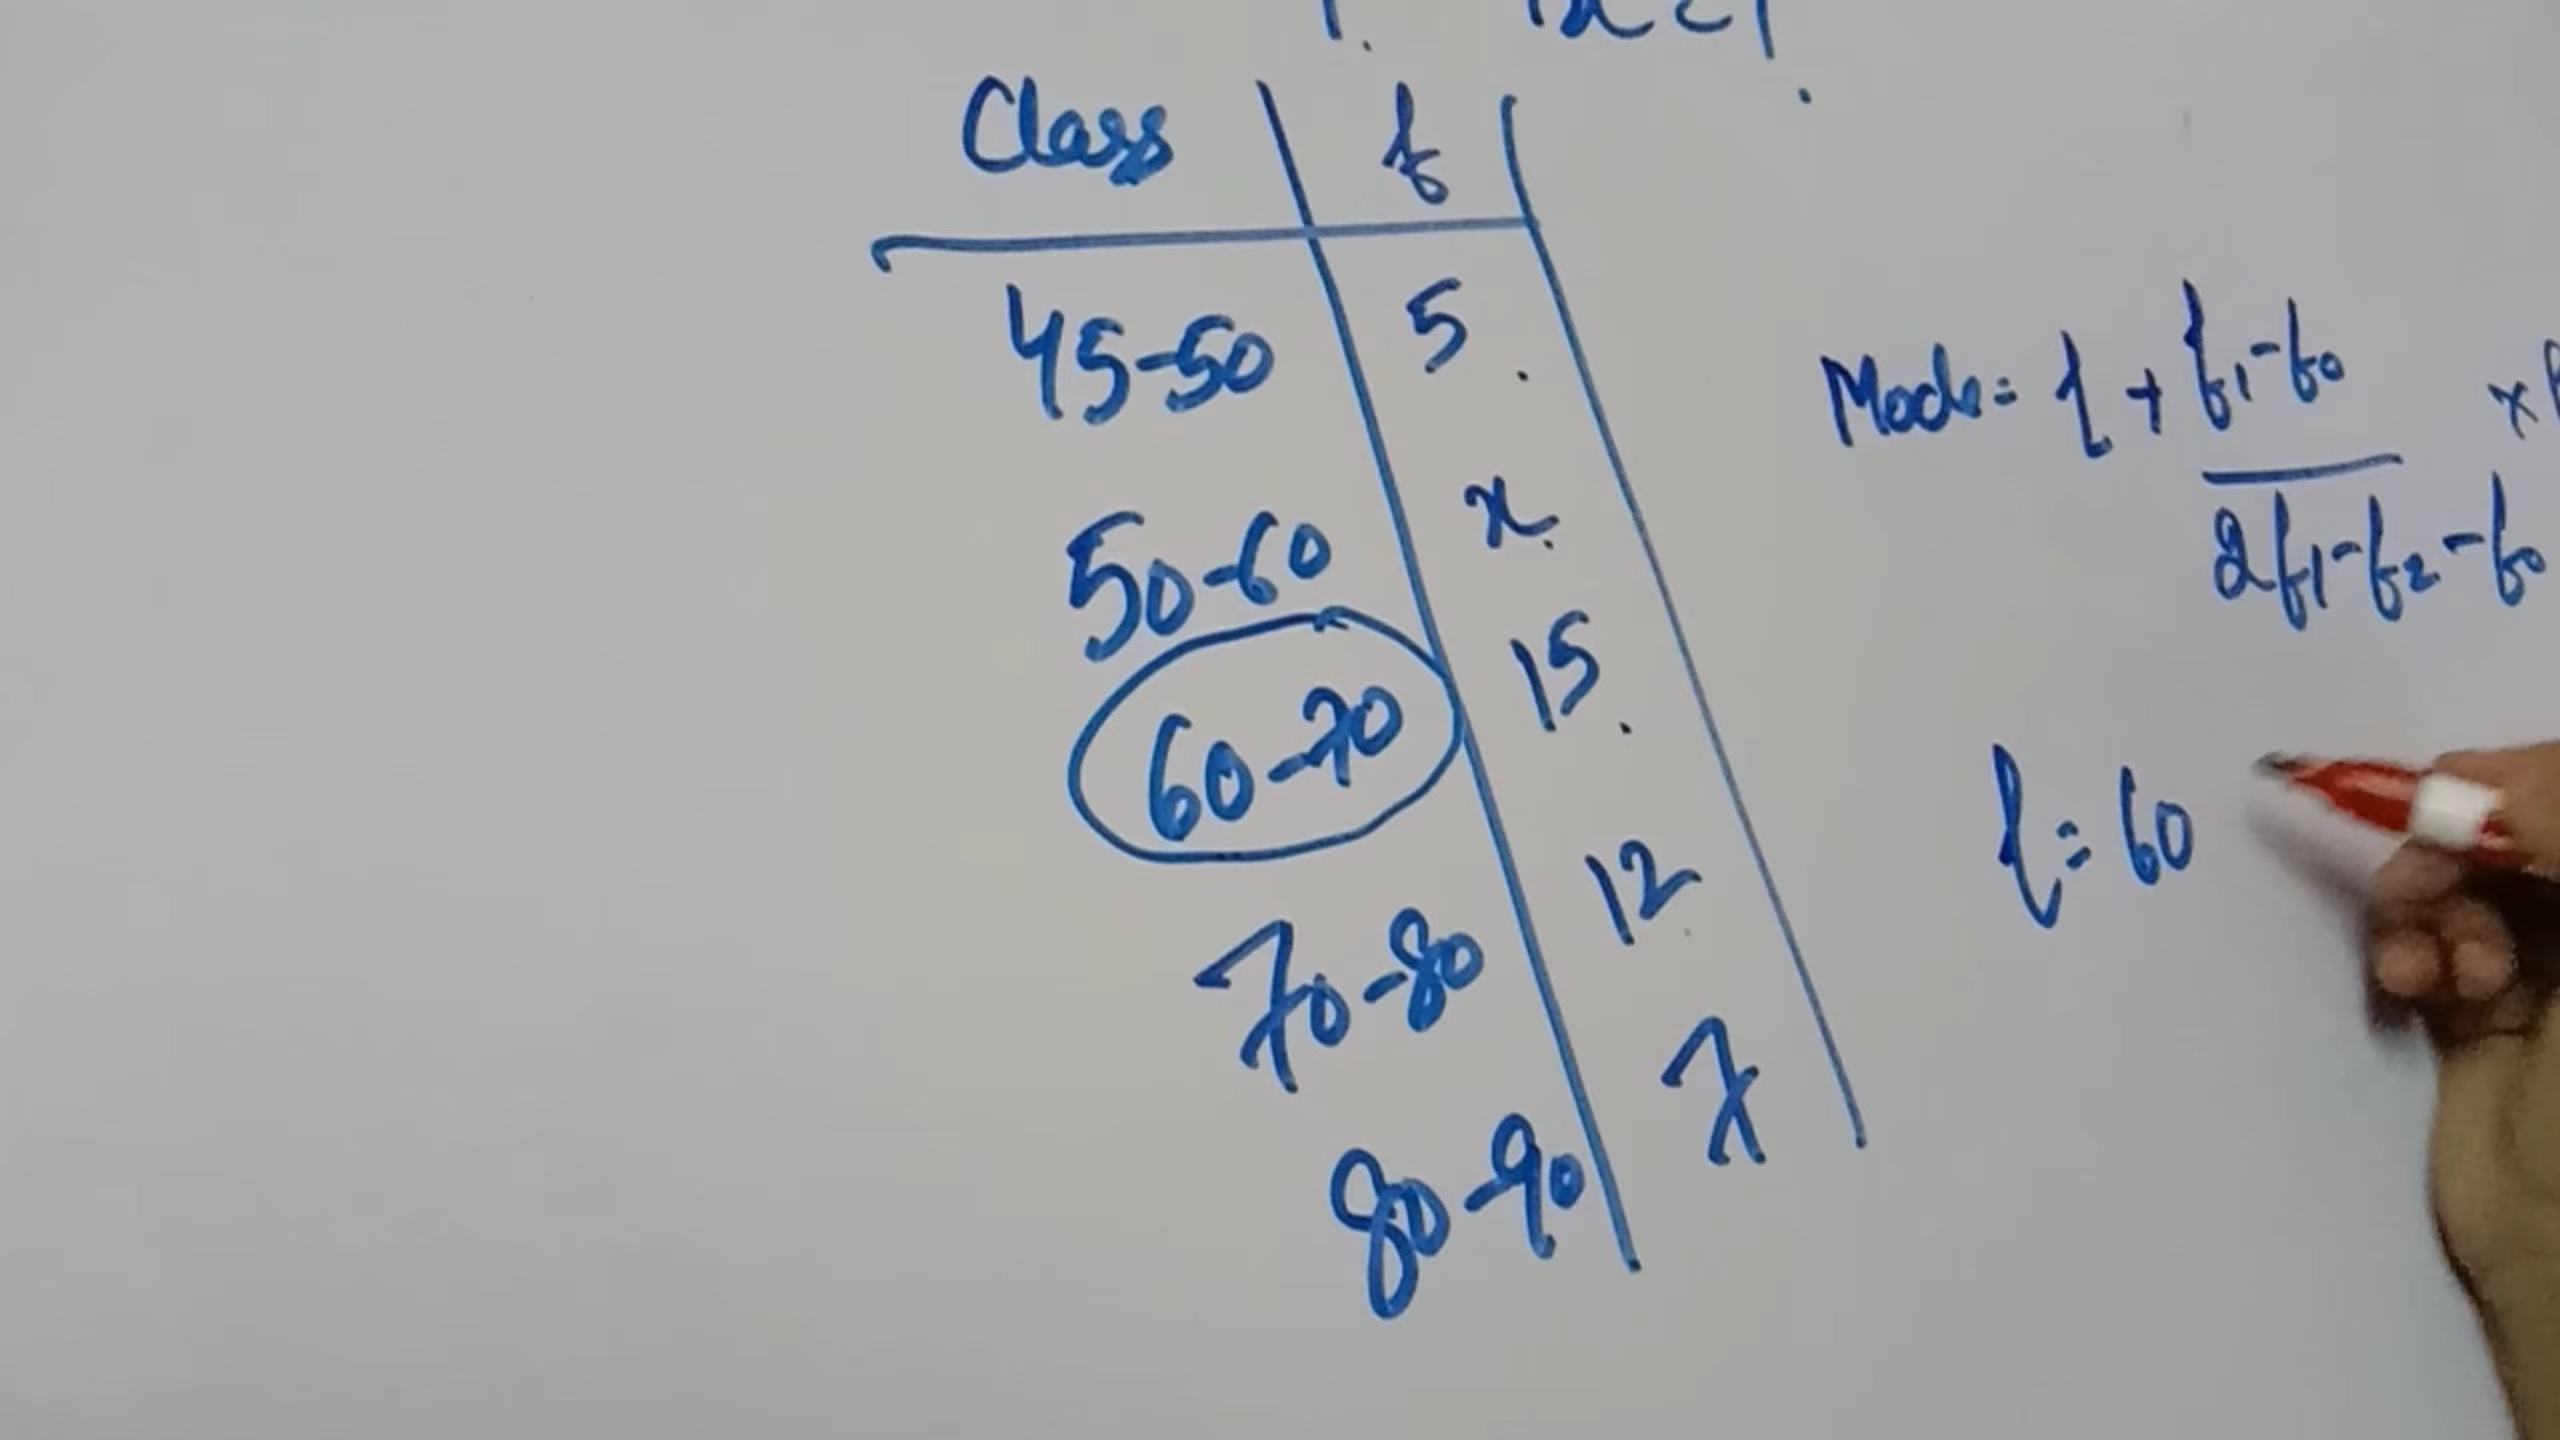 Class f
45-50 5
50-60 x
60-70 15
70-80 12
80-90 7
Mode = l + f1-f0
2f1-f2-f0 ×
l = 60